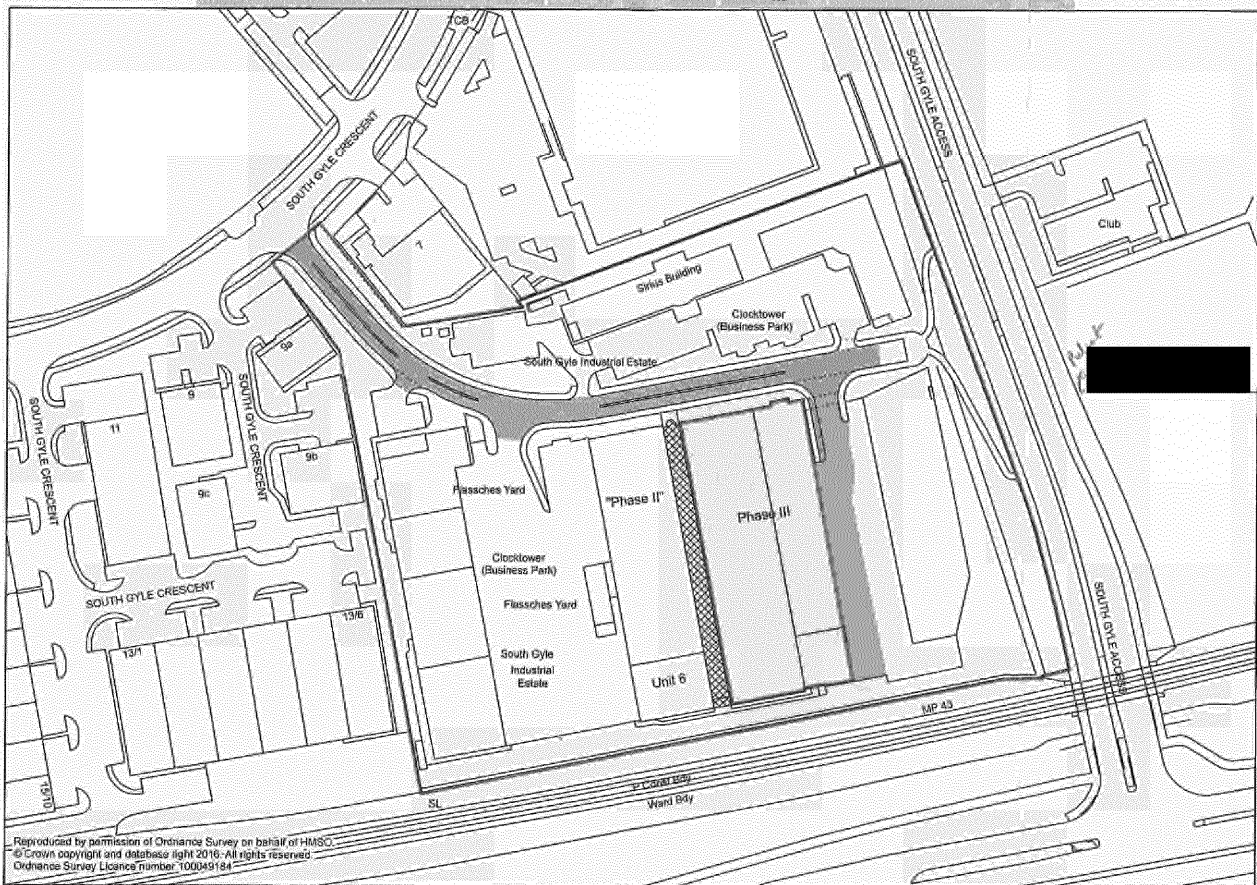 TCB
SOUTH GYLE CRESCENT
SOUTH GYLE ACCESS
Club
1
Sirius Building
Clocktower
(Business Park)
South Gyle Industrial Estate
9a
9
SOUTH GYLE CRESCENT
SOUTH GYLE CRESCENT
11
9b
9c
Flassches Yard
"Phase II"
Phase III
Clocktower
(Business Park)
Flassches Yard
SOUTH GYLE CRESCENT
13/6
13/1
South Gyle
Industrial
Estate
Unit 6
SOUTH GYLE ACCESS
MP 43
15/10
SL
P Const Bdy
Ward Bdy
Reproduced by permission of Ordnance Survey on behalf of HMSO.
© Crown copyright and database right 2016. All rights reserved.
Ordnance Survey Licence number 100049184